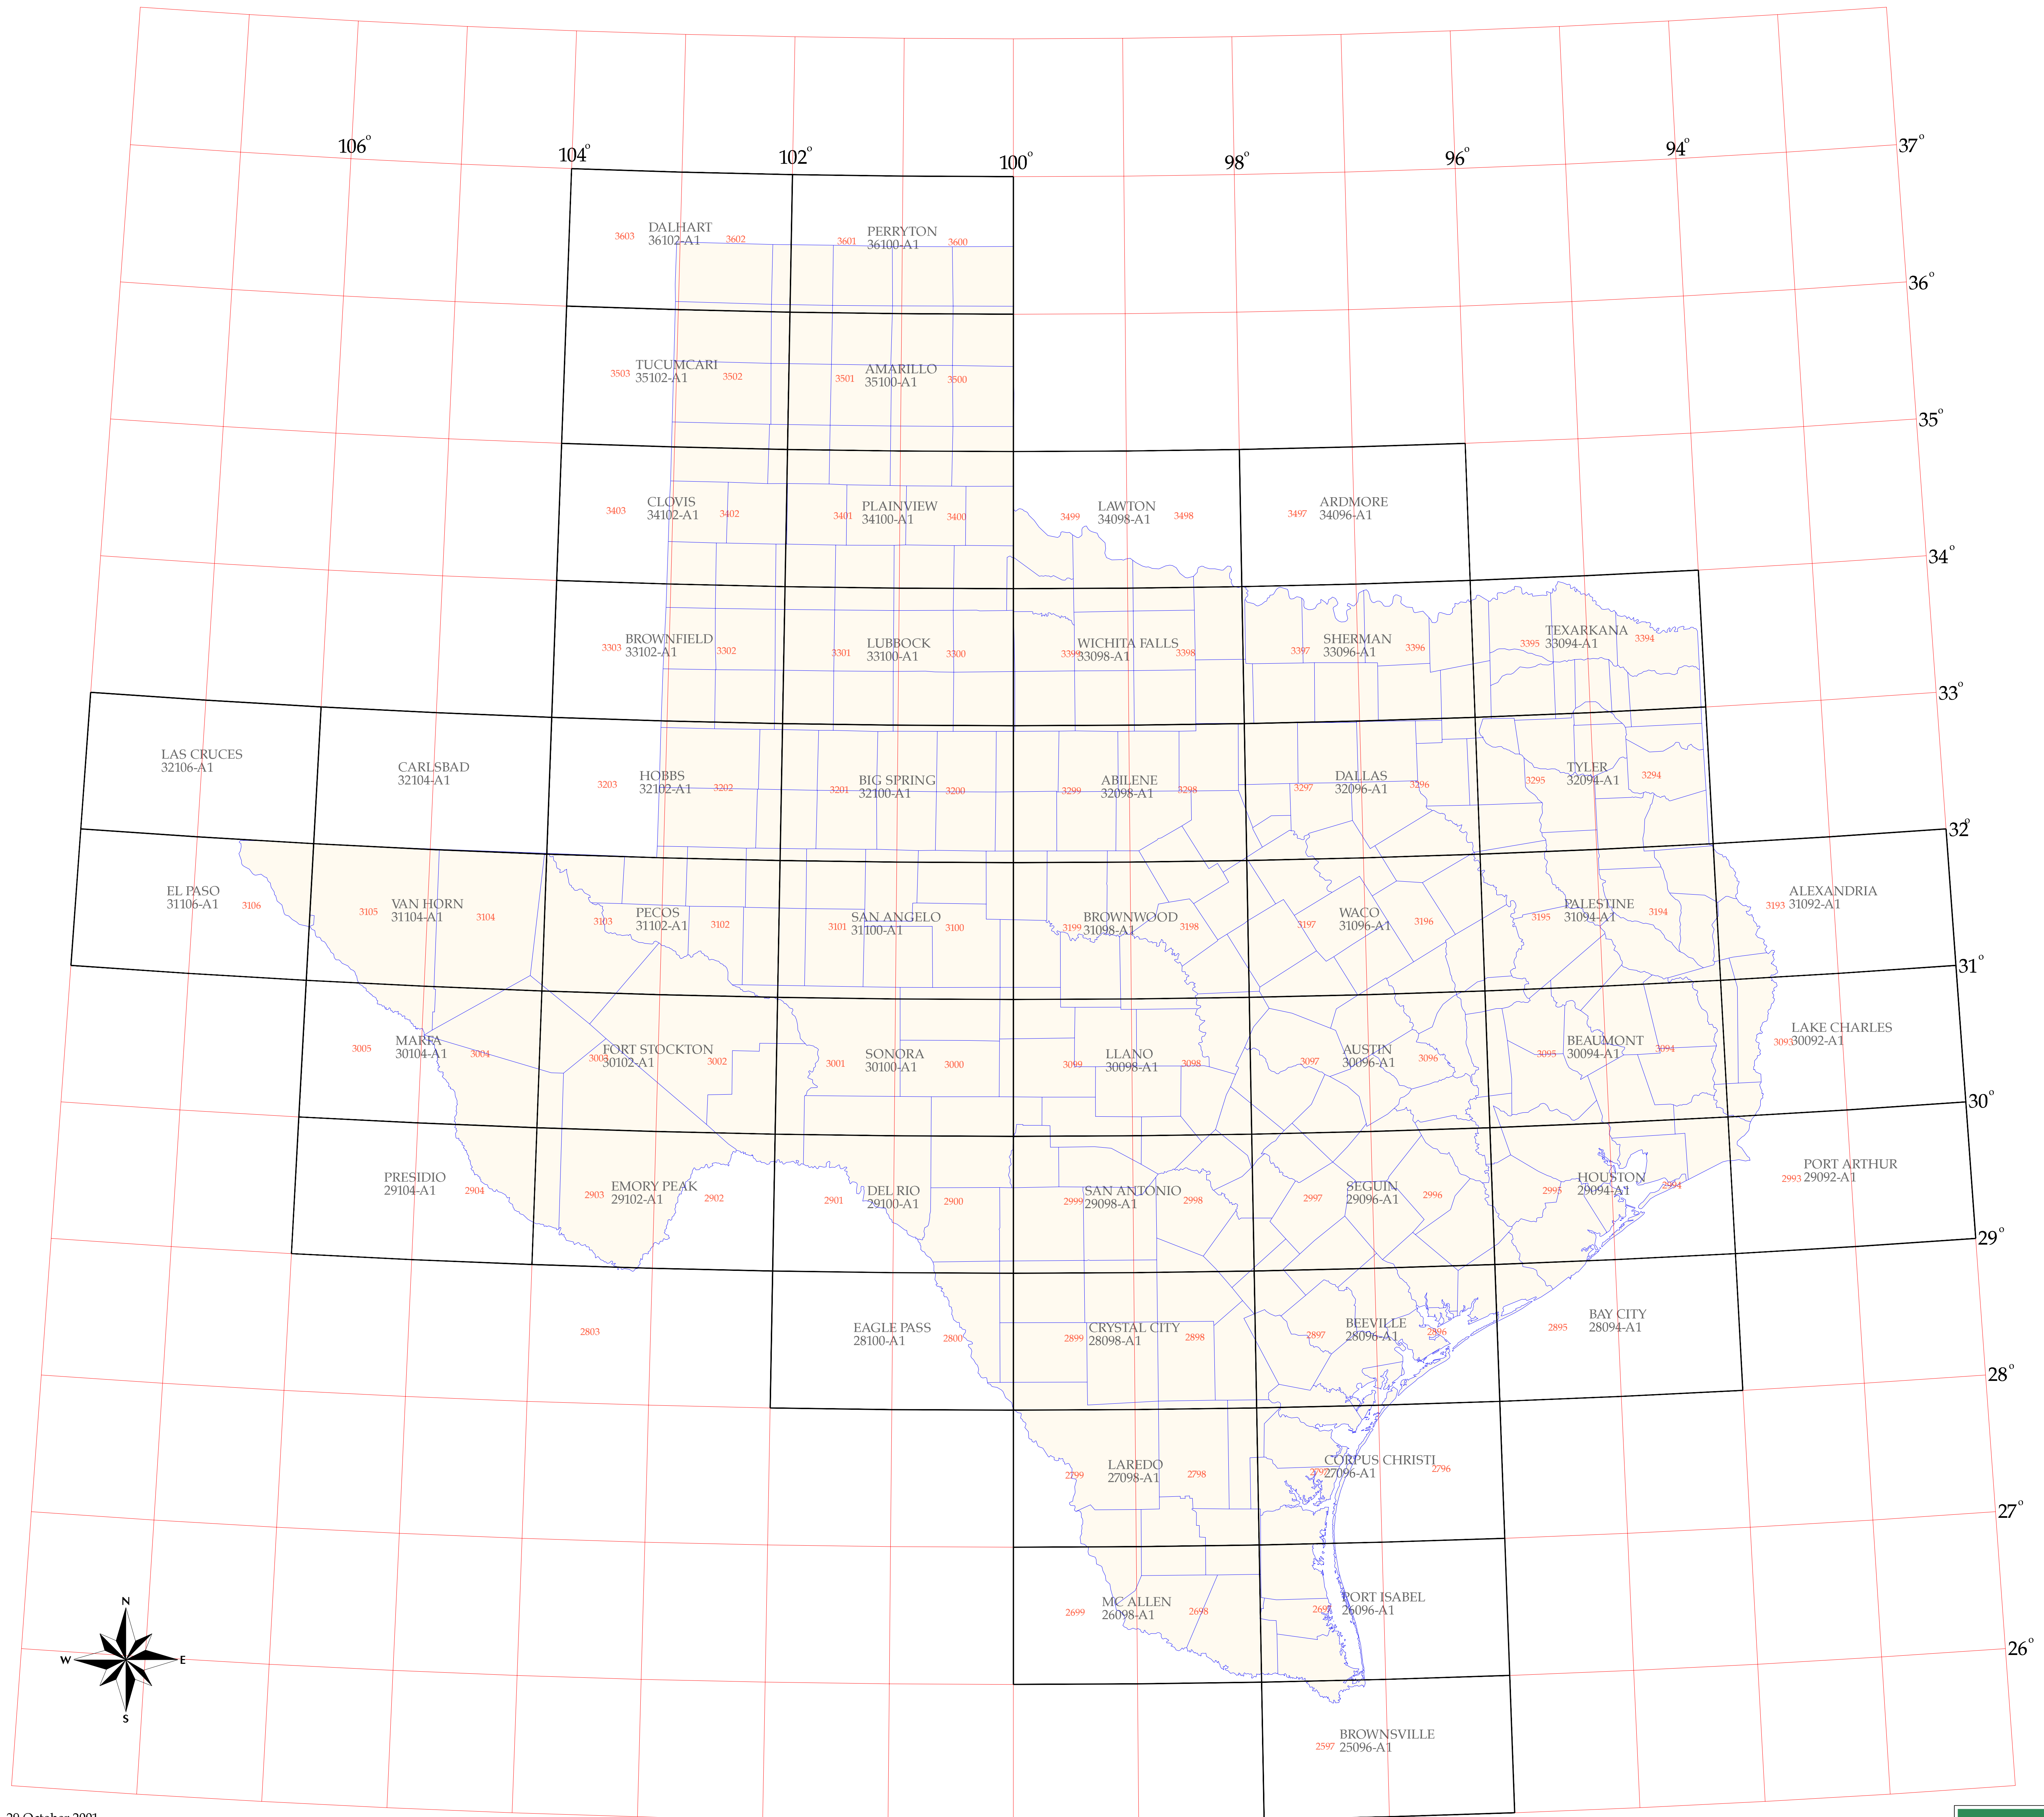 106° 104° 102° 100° 98° 96° 94° 37°
DALHART
3603 36102-A1 3602
PERRYTON
3601 36100-A1 3600
36°
TUCUMCARI
3503 35102-A1 3502
AMARILLO
3501 35100-A1 3500
35°
CLOVIS
3403 34102-A1 3402
PLAINVIEW
3401 34100-A1 3400
LAWTON
3499 34098-A1 3498
ARDMORE
3497 34096-A1
34°
BROWNFIELD
3303 33102-A1 3302
LUBBOCK
3301 33100-A1 3300
WICHITA FALLS
3399 33098-A1 3398
SHERMAN
3397 33096-A1 3396
TEXARKANA
3395 33094-A1 3394
33°
LAS CRUCES
32106-A1
CARLSBAD
32104-A1
HOBBS
3203 32102-A1 3202
BIG SPRING
3201 32100-A1 3200
ABILENE
3299 32098-A1 3298
DALLAS
3297 32096-A1 3296
TYLER
3295 32094-A1 3294
32°
EL PASO
31106-A1 3106
VAN HORN
3105 31104-A1 3104
PECOS
3103 31102-A1 3102
SAN ANGELO
3101 31100-A1 3100
BROWNWOOD
3199 31098-A1 3198
WACO
3197 31096-A1 3196
PALESTINE
3195 31094-A1 3194
ALEXANDRIA
3193 31092-A1
31°
MARFA
3005 30104-A1 3004
FORT STOCKTON
3003 30102-A1 3002
SONORA
3001 30100-A1 3000
LLANO
3099 30098-A1 3098
AUSTIN
3097 30096-A1 3096
BEAUMONT
3095 30094-A1 3094
LAKE CHARLES
3093 30092-A1
30°
PRESIDIO
29104-A1 2904
EMORY PEAK
2903 29102-A1 2902
DEL RIO
2901 29100-A1 2900
SAN ANTONIO
2999 29098-A1 2998
SEGUIN
2997 29096-A1 2996
HOUSTON
2995 29094-A1 2994
PORT ARTHUR
2993 29092-A1
29°
2803
EAGLE PASS
28100-A1 2800
CRYSTAL CITY
2899 28098-A1 2898
BEEVILLE
2897 28096-A1 2896
BAY CITY
2895 28094-A1
28°
LAREDO
2799 27098-A1 2798
CORPUS CHRISTI
2797 27096-A1 2796
27°
MC ALLEN
2699 26098-A1 2698
PORT ISABEL
2697 26096-A1
26°
N
W E
S
BROWNSVILLE
2597 25096-A1